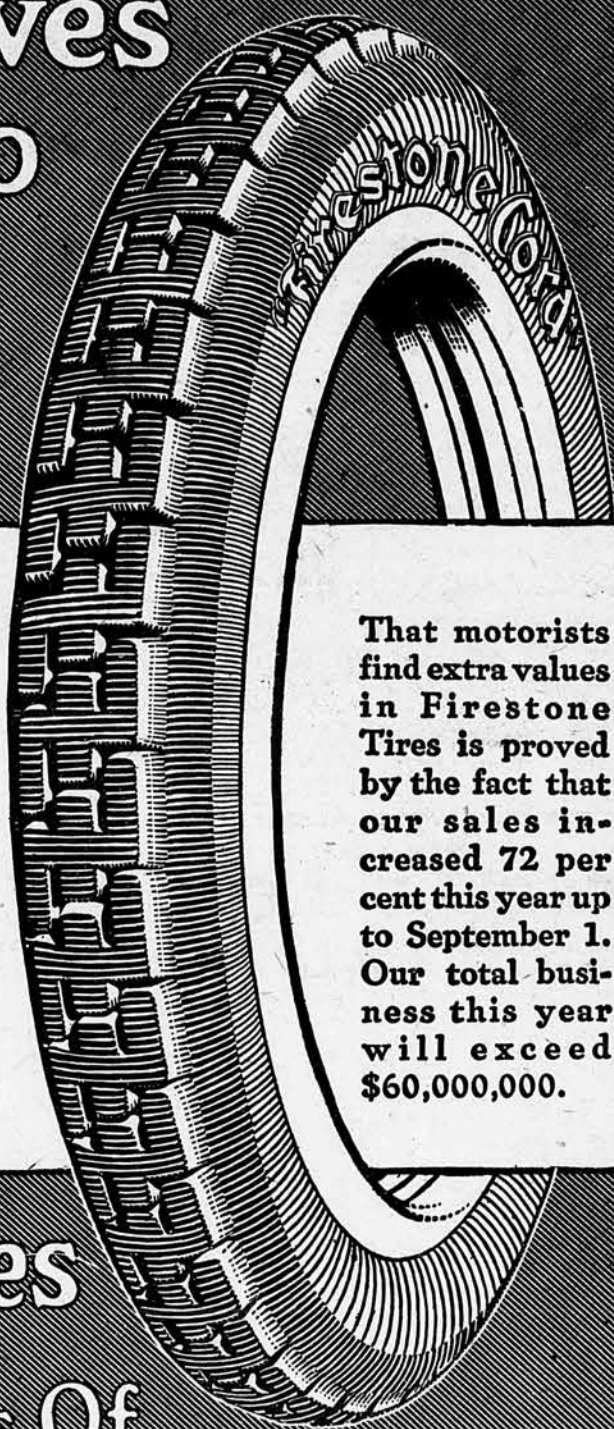 "Firestone Cord"
That motorists
find extra values
in Firestone
Tires is proved
by the fact that
our sales in-
creased 72 per
cent this year up
to September 1.
Our total busi-
ness this year
will exceed
$60,000,000.
Of